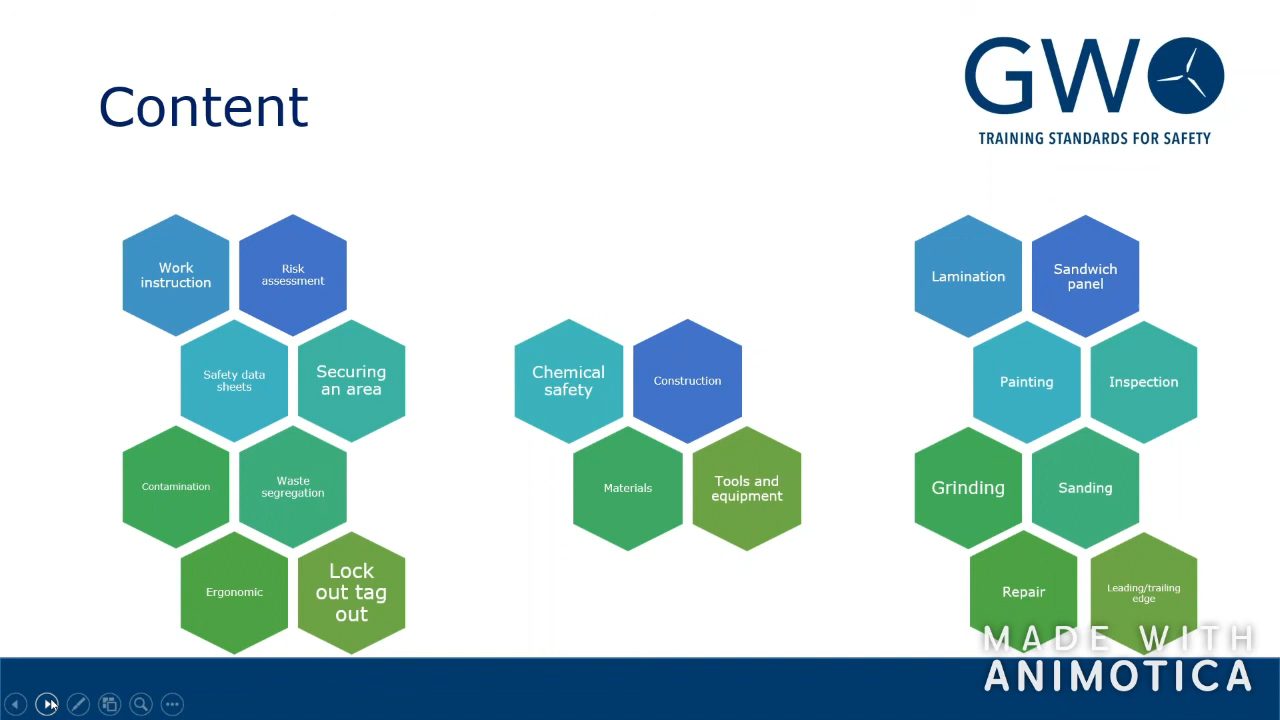 GWO
TRAINING STANDARDS FOR SAFETY
Content
Work
instruction
Risk
assessment
Safety data
sheets
Securing
an area
Contamination
Waste
segregation
Ergonomic
Lock
out tag
out
Chemical
safety
Construction
Materials
Tools and
equipment
Lamination
Sandwich
panel
Painting
Inspection
Grinding
Sanding
Repair
Leading/trailing
edge
MADE WITH
ANIMOTICA